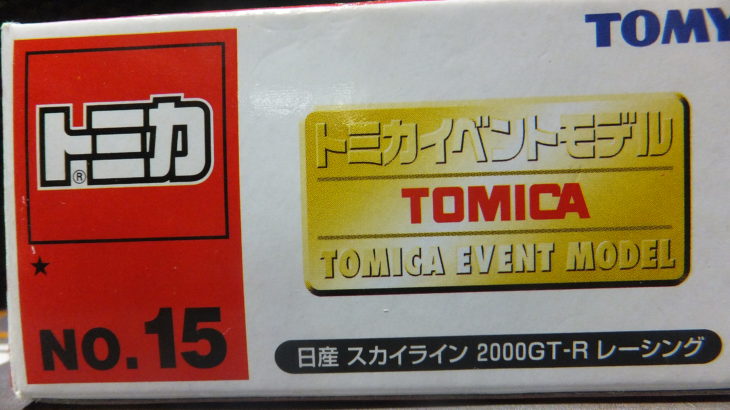 TOMY
トミカ®
トミカイベントモデル
TOMICA
TOMICA EVENT MODEL
★
NO.15
日産 スカイライン 2000GT-R レーシング